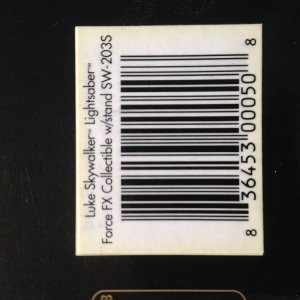 Luke Skywalker™ Lightsaber™
Force FX Collectible w/stand SW-203S
8 36453 00050 8